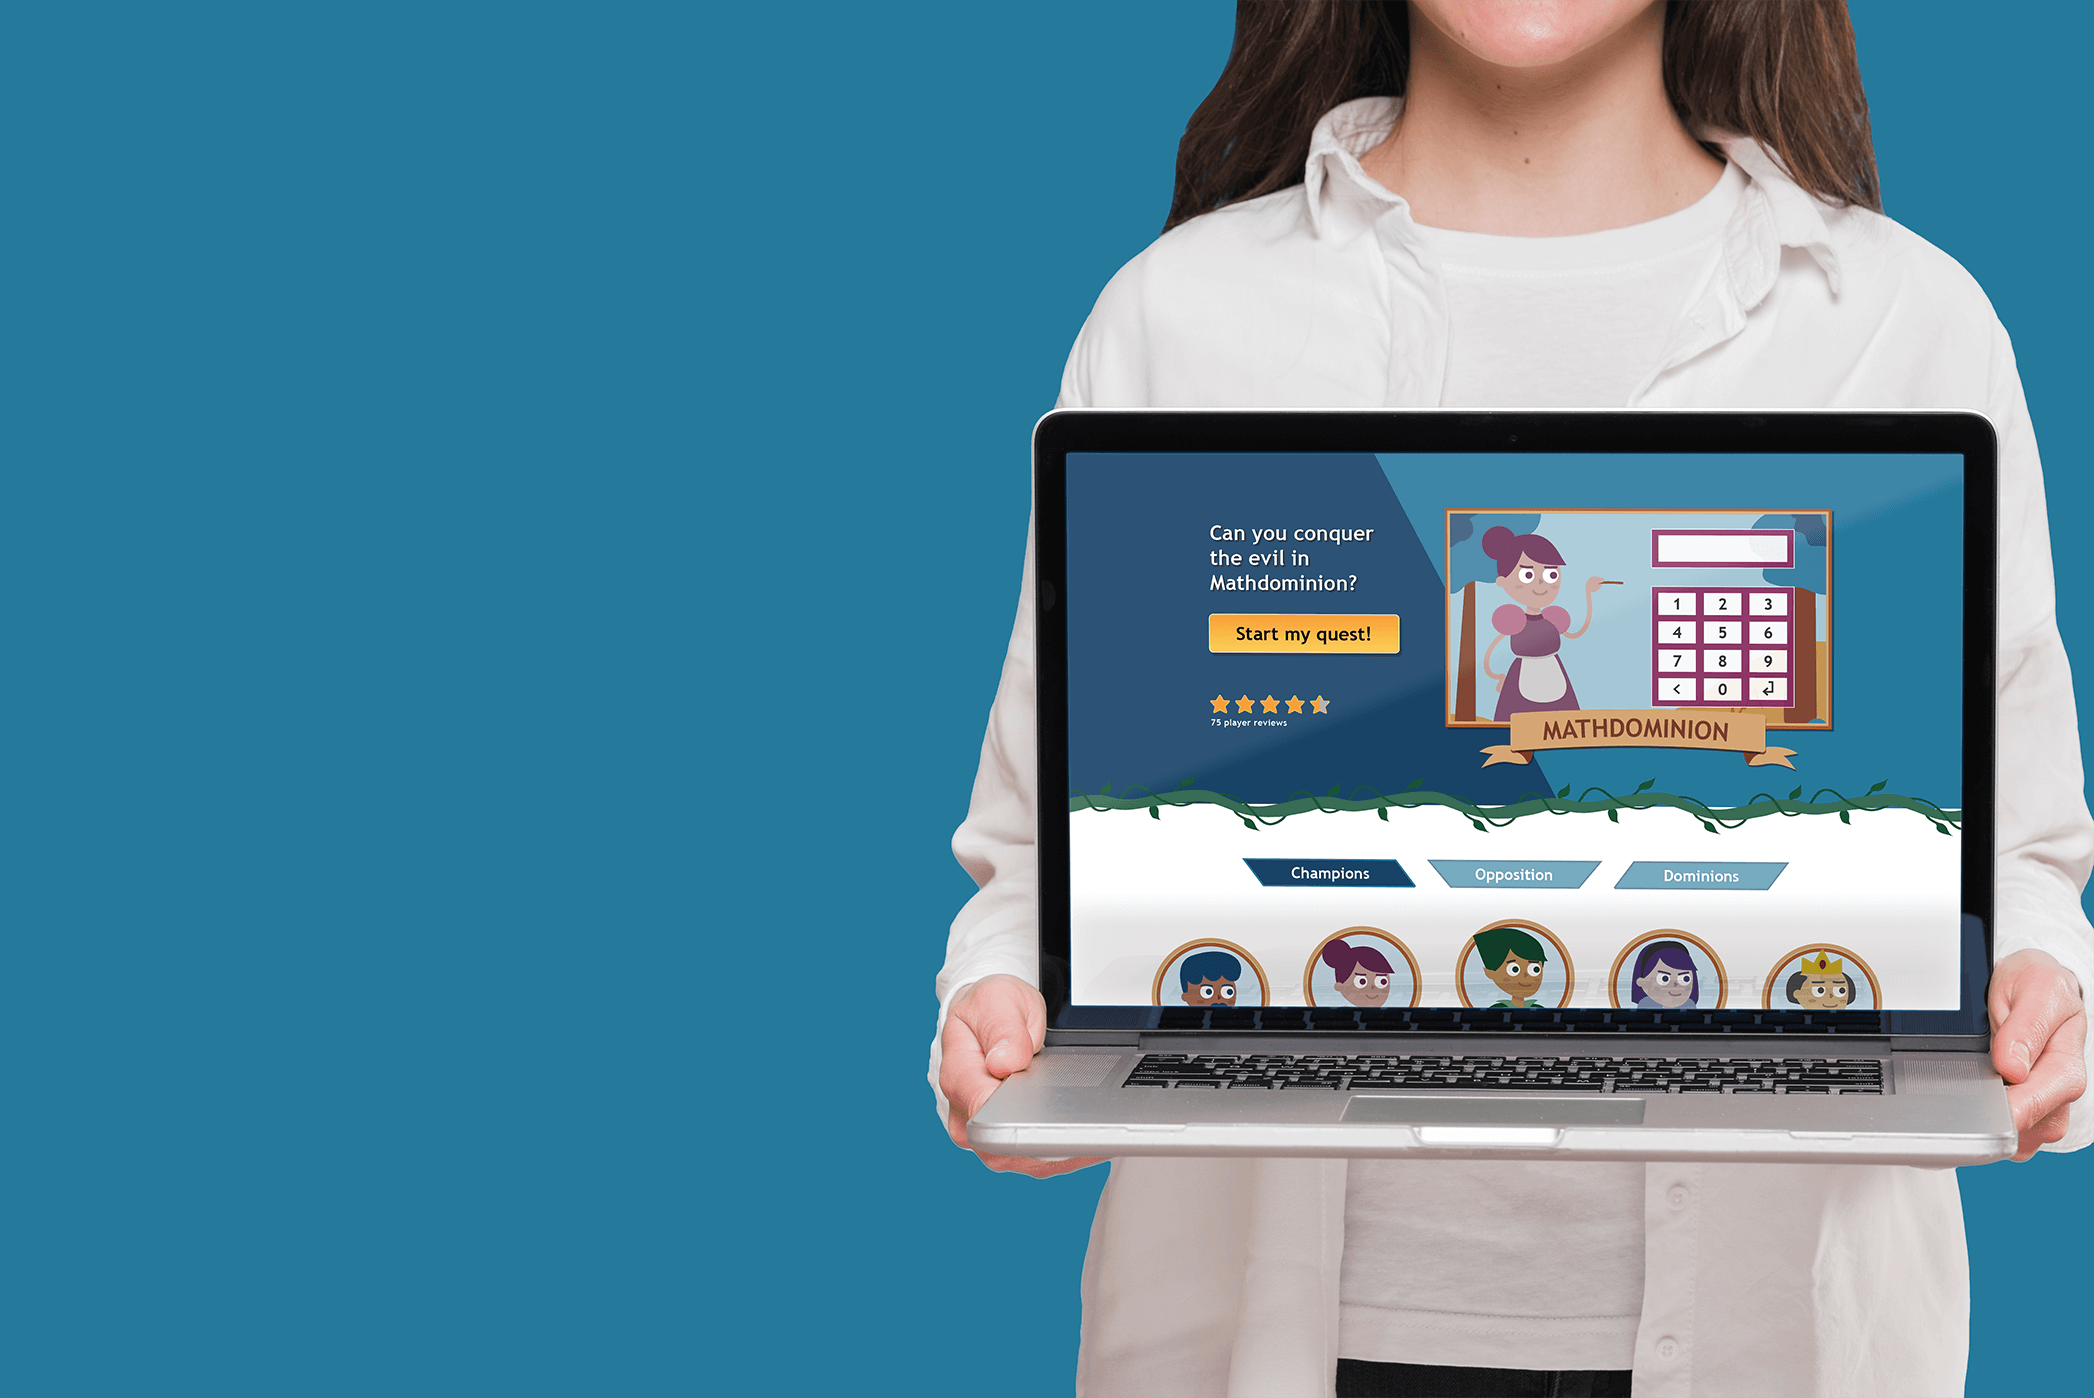 Can you conquer
the evil in
Mathdominion?
Start my quest!
75 player reviews
1 2 3
4 5 6
7 8 9
< 0
MATHDOMINION
Champions
Opposition
Dominions